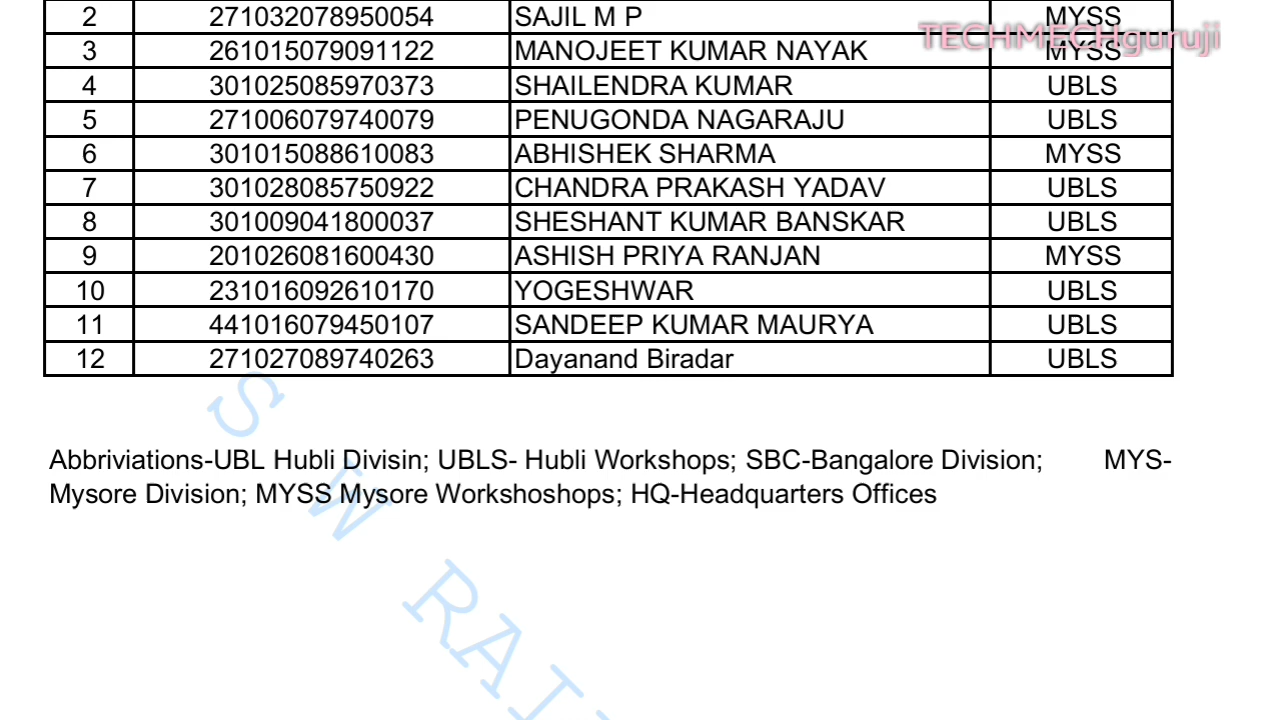 2 271032078950054 SAJIL M P MYSS
TECHMECHguruji
3 261015079091122 MANOJEET KUMAR NAYAK MYSS
4 301025085970373 SHAILENDRA KUMAR UBLS
5 271006079740079 PENUGONDA NAGARAJU UBLS
6 301015088610083 ABHISHEK SHARMA MYSS
7 301028085750922 CHANDRA PRAKASH YADAV UBLS
8 301009041800037 SHESHANT KUMAR BANSKAR UBLS
9 201026081600430 ASHISH PRIYA RANJAN MYSS
10 231016092610170 YOGESHWAR UBLS
11 441016079450107 SANDEEP KUMAR MAURYA UBLS
12 271027089740263 Dayanand Biradar UBLS
Abbriviations-UBL Hubli Divisin; UBLS- Hubli Workshops; SBC-Bangalore Division; MYS-
Mysore Division; MYSS Mysore Workshoshops; HQ-Headquarters Offices
S W RAI